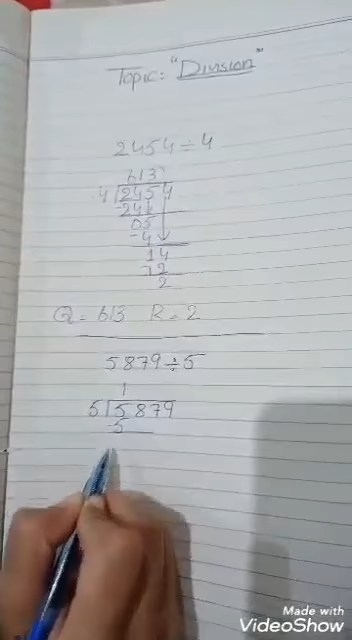 Topic: "Division"
2454 ÷ 4
613
4 2454
-24
05
-4
14
-12
2
Q = 613 R = 2
5879 ÷ 5
1
5 5879
5
Made with
VideoShow